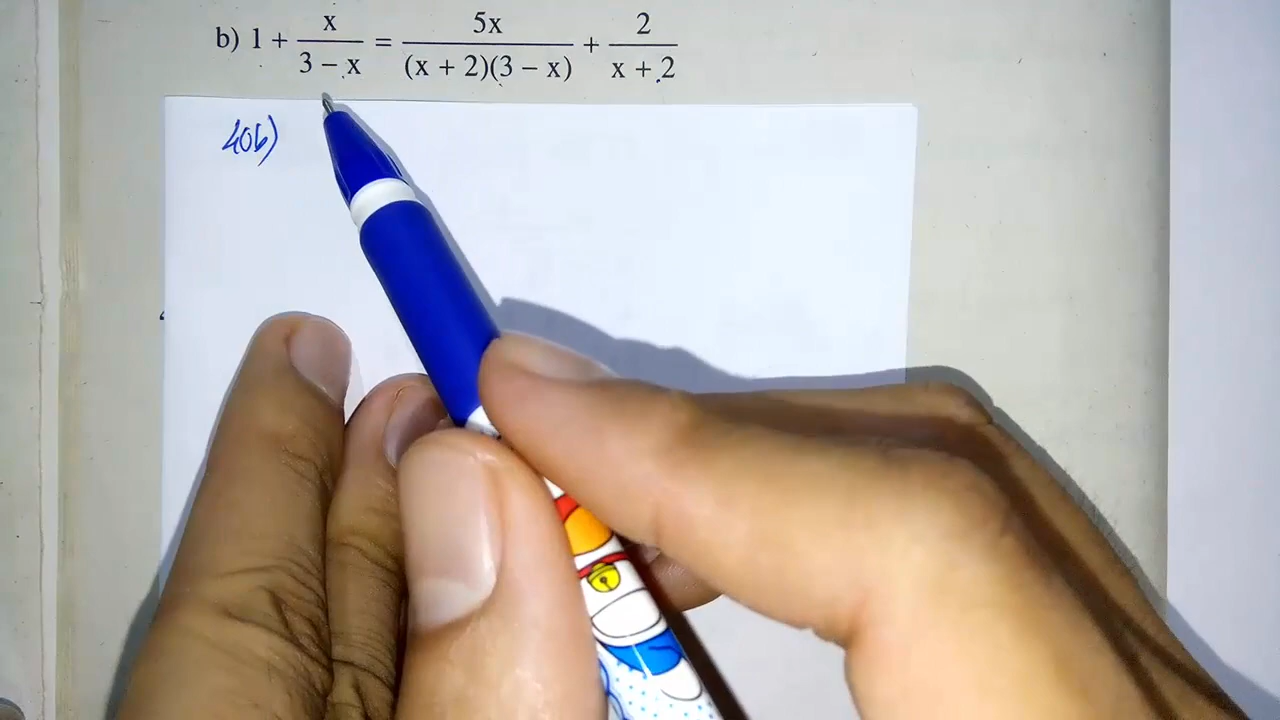 b) 1 + x/(3 − x) = 5x/((x + 2)(3 − x)) + 2/(x + 2)
40b)